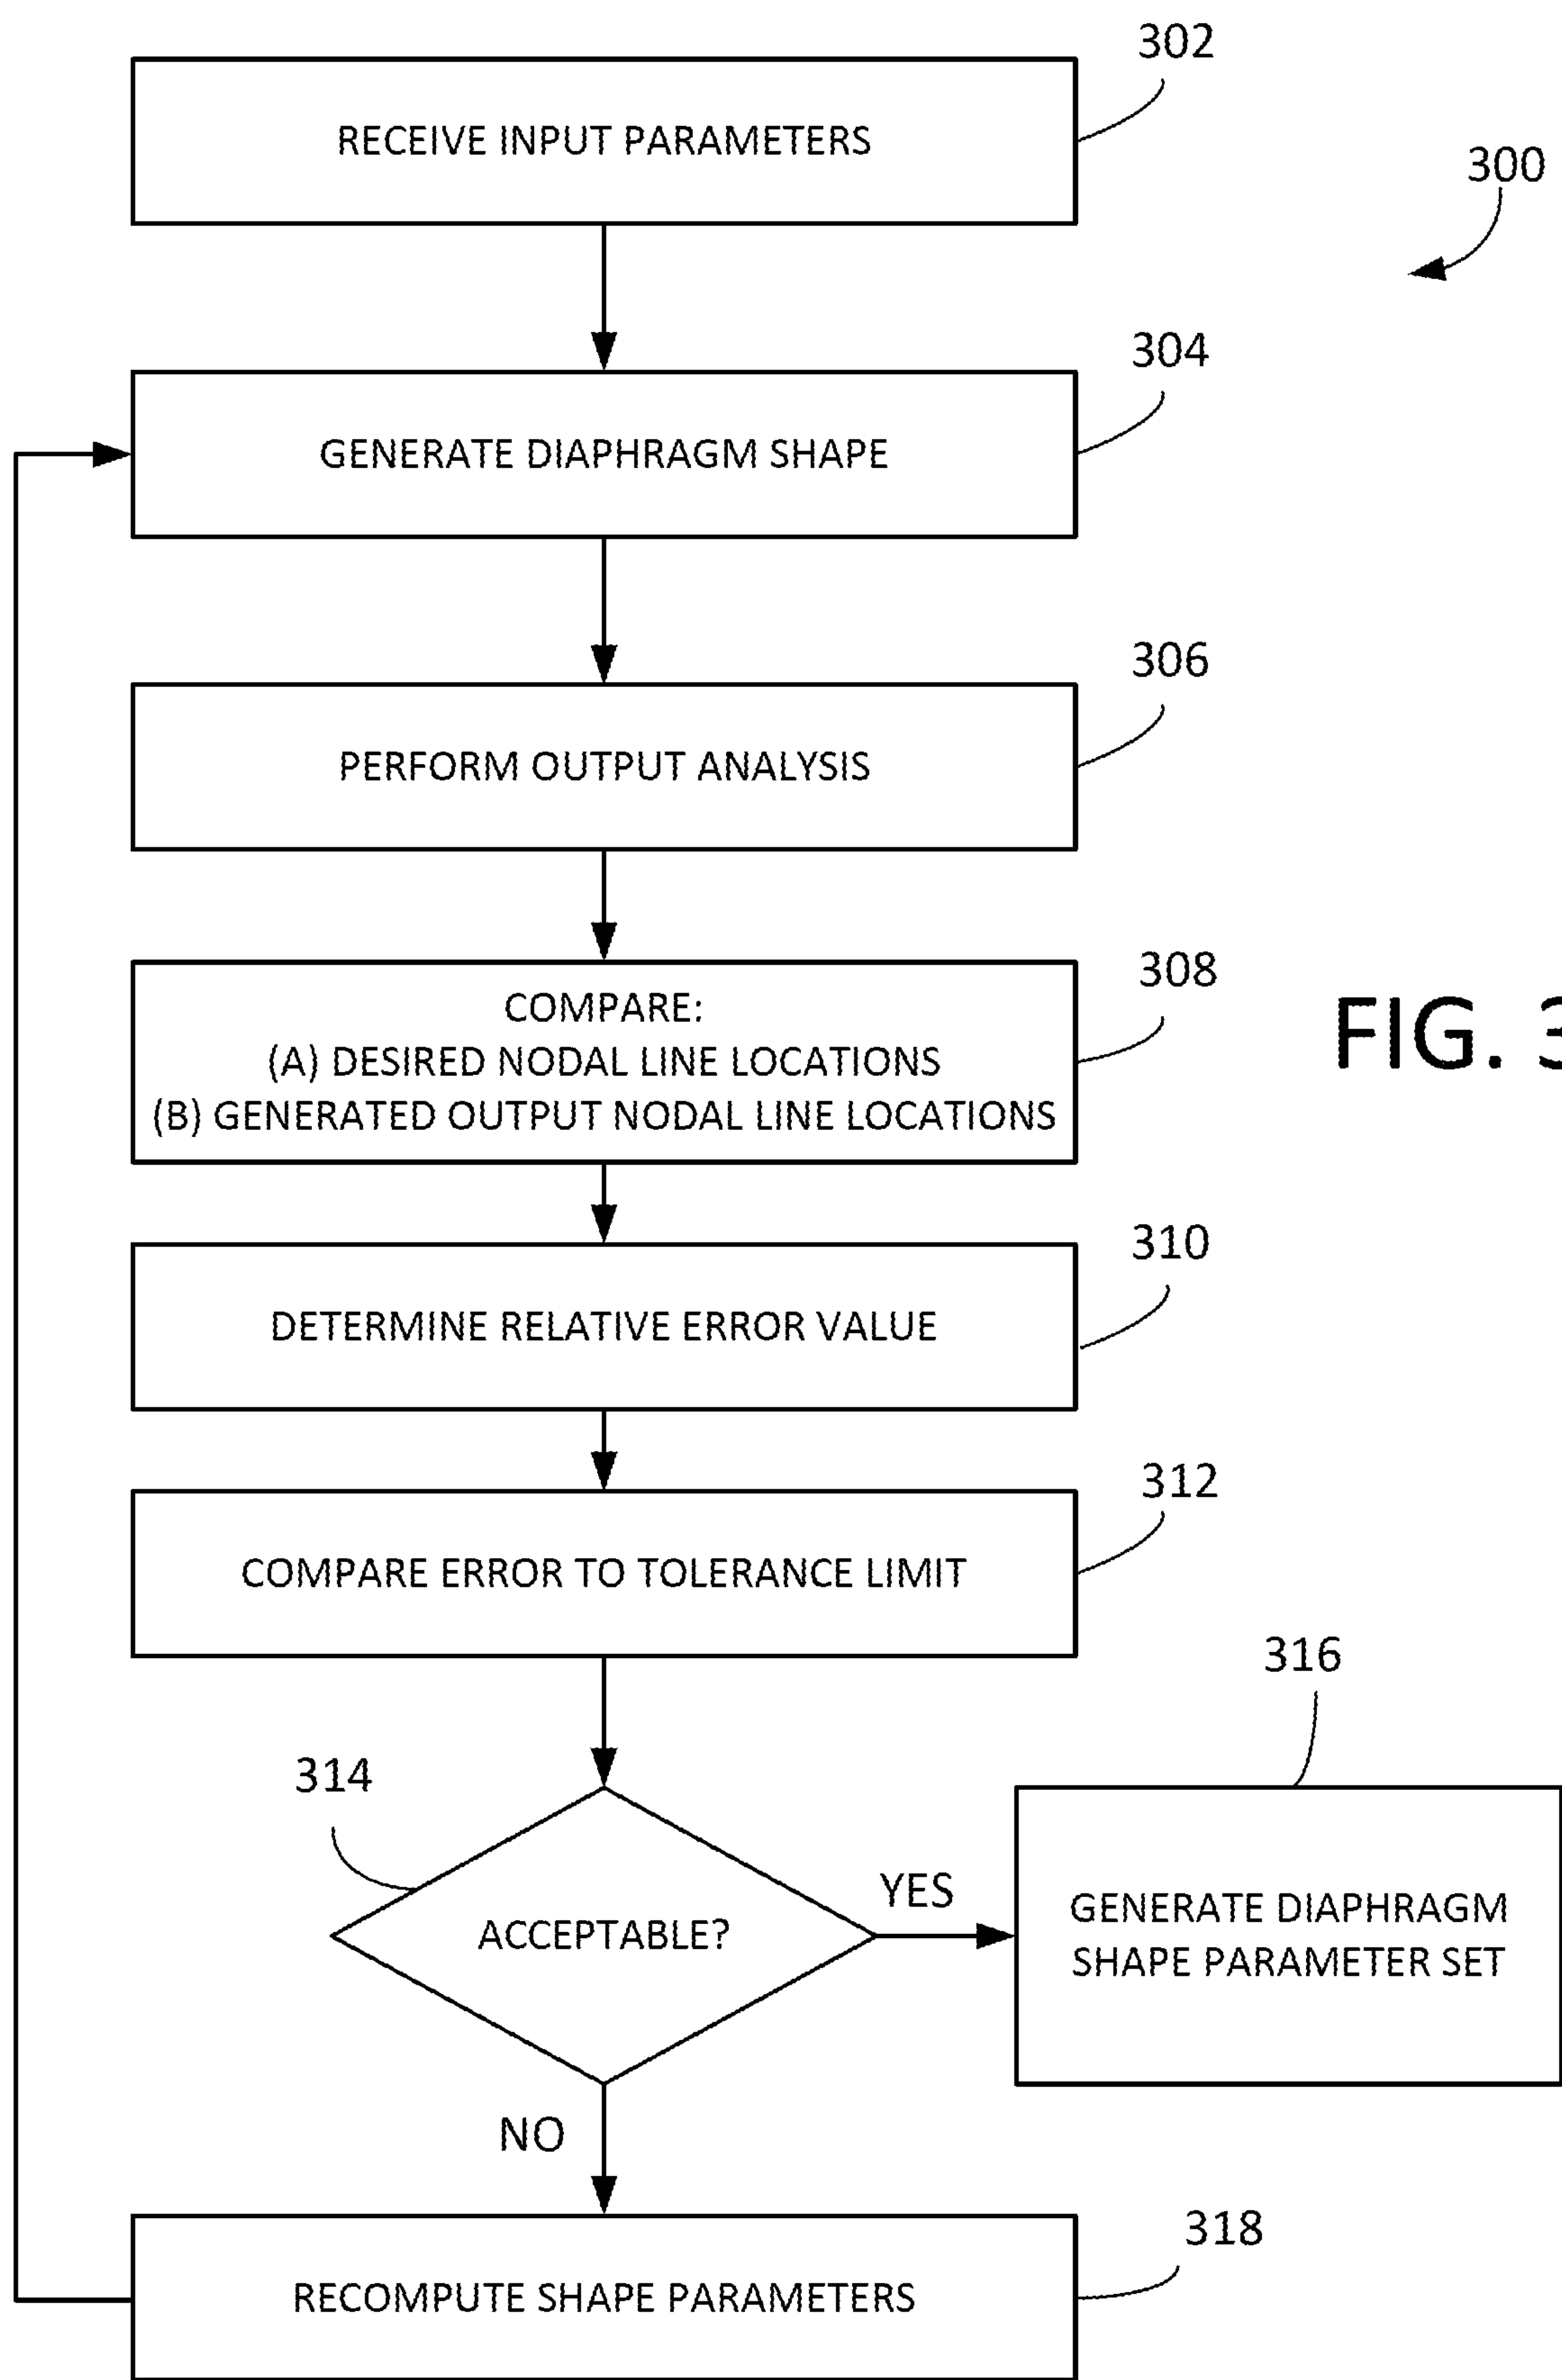 302
RECEIVE INPUT PARAMETERS
300
304
GENERATE DIAPHRAGM SHAPE
306
PERFORM OUTPUT ANALYSIS
308
COMPARE:
(A) DESIRED NODAL LINE LOCATIONS
(B) GENERATED OUTPUT NODAL LINE LOCATIONS
FIG. 3
310
DETERMINE RELATIVE ERROR VALUE
312
COMPARE ERROR TO TOLERANCE LIMIT
316
314
YES
ACCEPTABLE?
GENERATE DIAPHRAGM
SHAPE PARAMETER SET
NO
318
RECOMPUTE SHAPE PARAMETERS